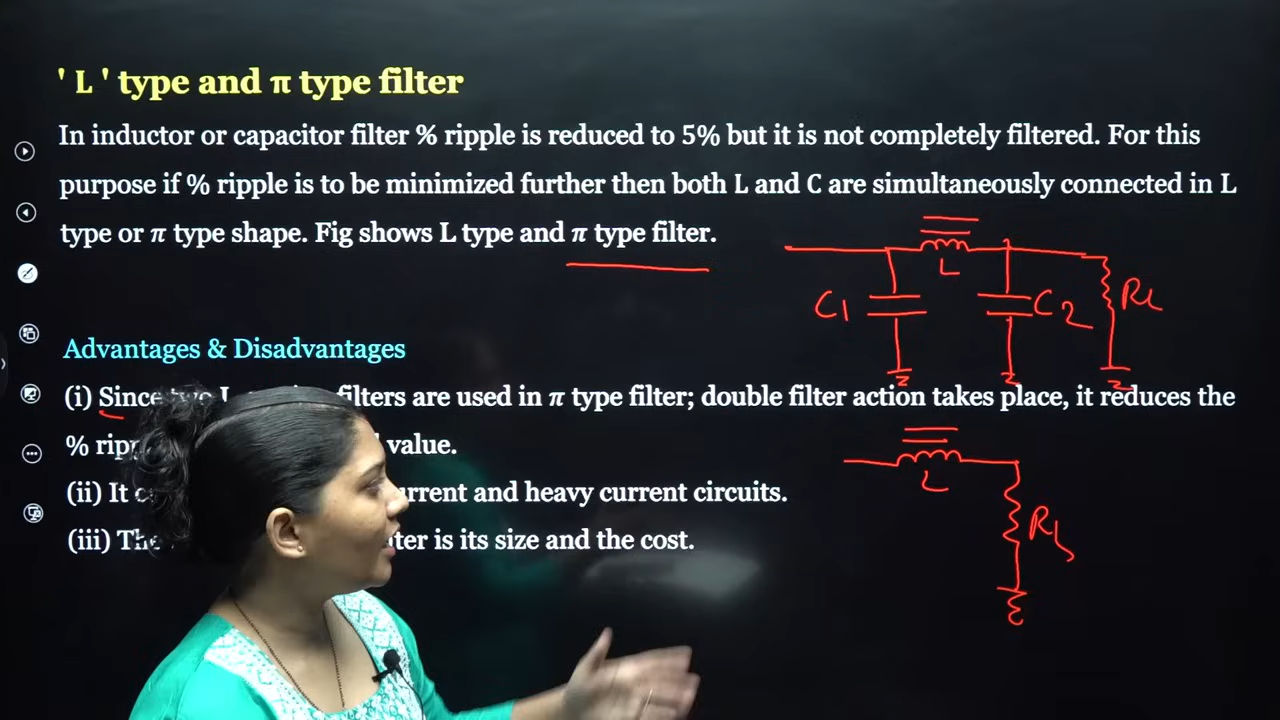 ' L ' type and π type filter
In inductor or capacitor filter % ripple is reduced to 5% but it is not completely filtered. For this
purpose if % ripple is to be minimized further then both L and C are simultaneously connected in L
type or π type shape. Fig shows L type and π type filter.
L
C1
C2
RL
Advantages & Disadvantages
(i) Since two L filters are used in π type filter; double filter action takes place, it reduces the
% value.
(ii) It and heavy current circuits.
(iii) The is its size and the cost.
L
RL